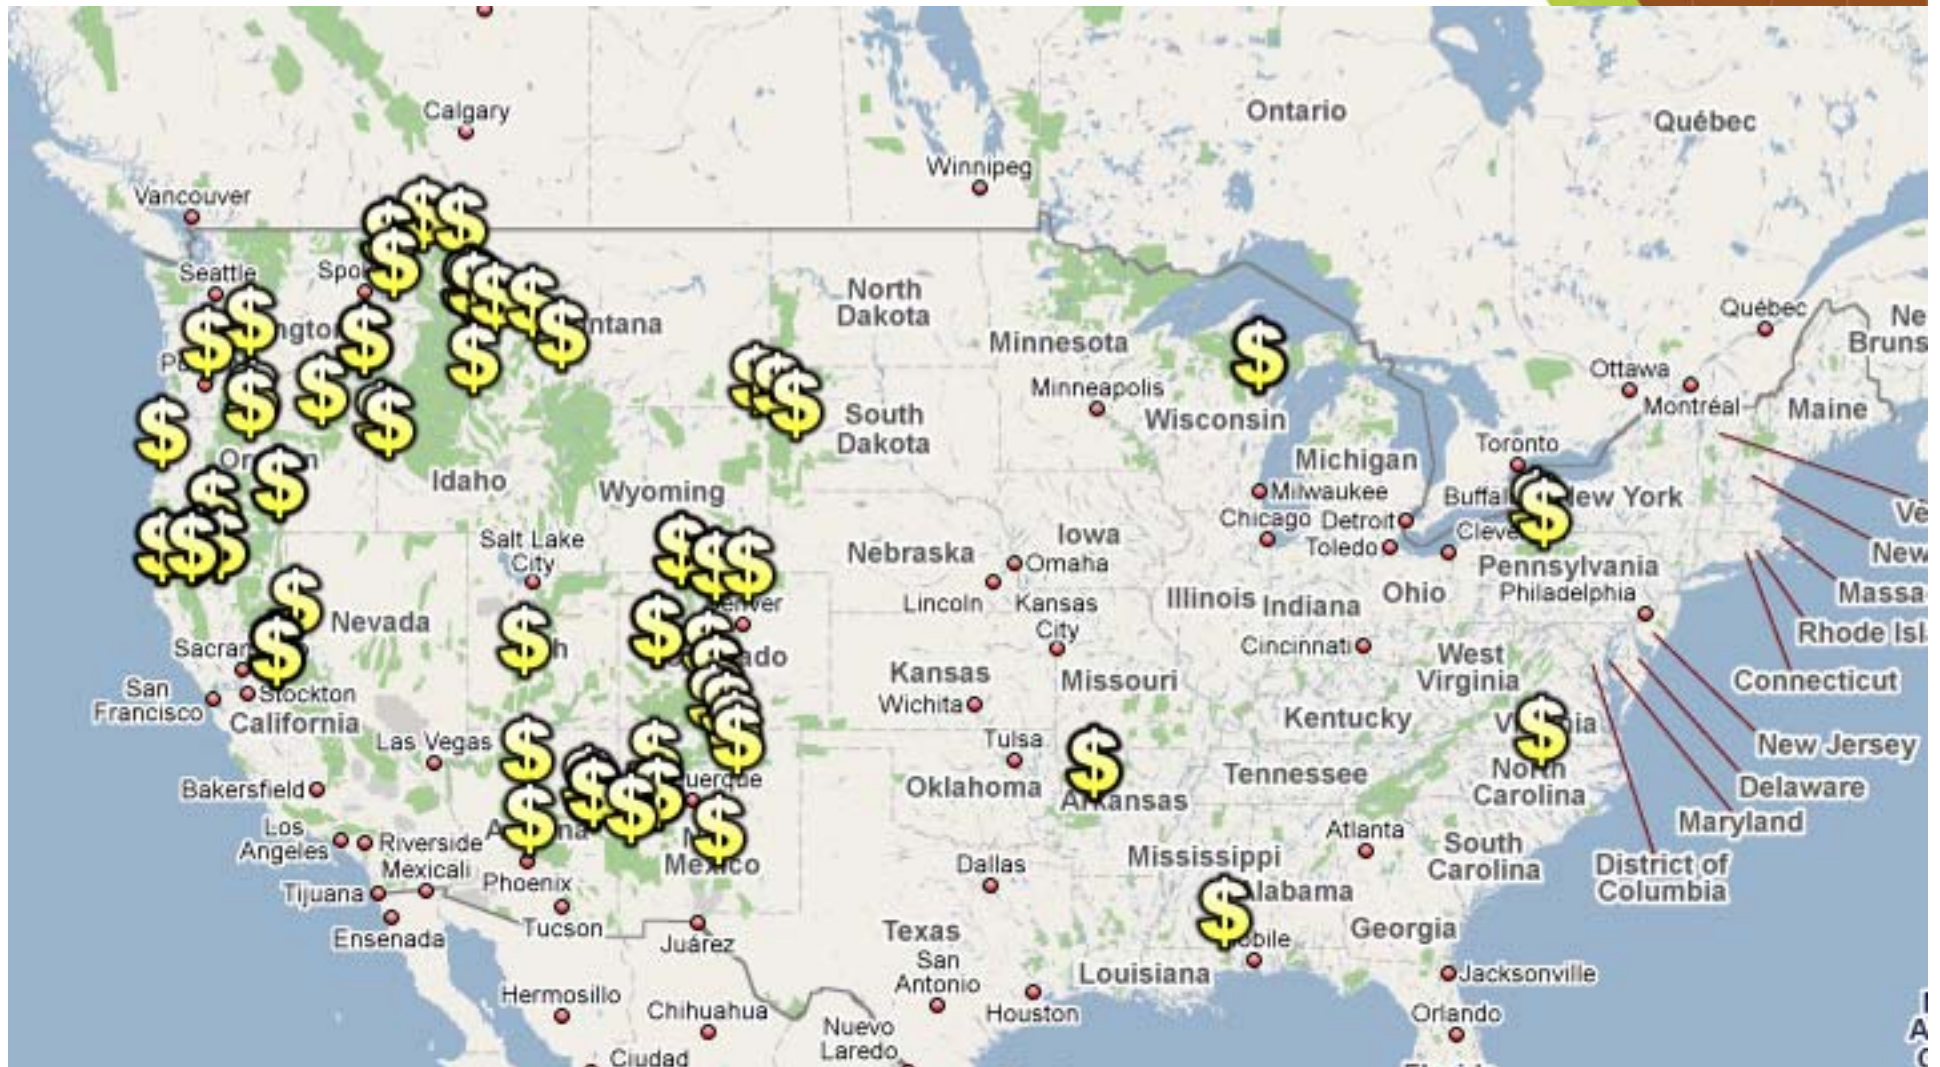 Calgary
Ontario
Québec
Winnipeg
Vancouver
Seattle
North
Dakota
Québec
Minnesota
Ottawa
Minneapolis
Montréal
Maine
Wisconsin
South
Dakota
Toronto
Michigan
Idaho
Wyoming
Milwaukee
Chicago
Detroit
Iowa
Salt Lake
City
Nebraska
Omaha
Toledo
Pennsylvania
Philadelphia
Lincoln
Kansas
City
Illinois
Indiana
Ohio
Nevada
Cincinnati
West
Virginia
Kansas
Missouri
Connecticut
San
Francisco
Stockton
California
Wichita
Kentucky
Las Vegas
Tulsa
New Jersey
Bakersfield
Oklahoma
Tennessee
North
Carolina
Delaware
Los
Angeles
Riverside
Maryland
Atlanta
Mexicali
Phoenix
Mexico
Dallas
Mississippi
South
Carolina
District of
Columbia
Tijuana
Tucson
Ensenada
Juárez
Texas
Georgia
San
Antonio
Louisiana
Jacksonville
Hermosillo
Chihuahua
Houston
Orlando
Nuevo
Laredo
Ciudad